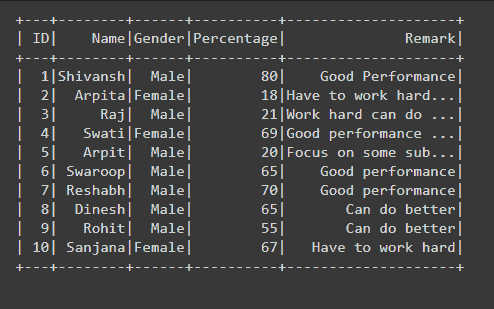 +---+--------+------+----------+--------------------+
| ID|    Name|Gender|Percentage|              Remark|
+---+--------+------+----------+--------------------+
|  1|Shivansh|  Male|        80|    Good Performance|
|  2|  Arpita|Female|        18|Have to work hard...|
|  3|     Raj|  Male|        21|Work hard can do ...|
|  4|   Swati|Female|        69|Good performance ...|
|  5|   Arpit|  Male|        20|Focus on some sub...|
|  6| Swaroop|  Male|        65|    Good performance|
|  7| Reshabh|  Male|        70|    Good performance|
|  8|  Dinesh|  Male|        65|       Can do better|
|  9|   Rohit|  Male|        55|       Can do better|
| 10| Sanjana|Female|        67|   Have to work hard|
+---+--------+------+----------+--------------------+